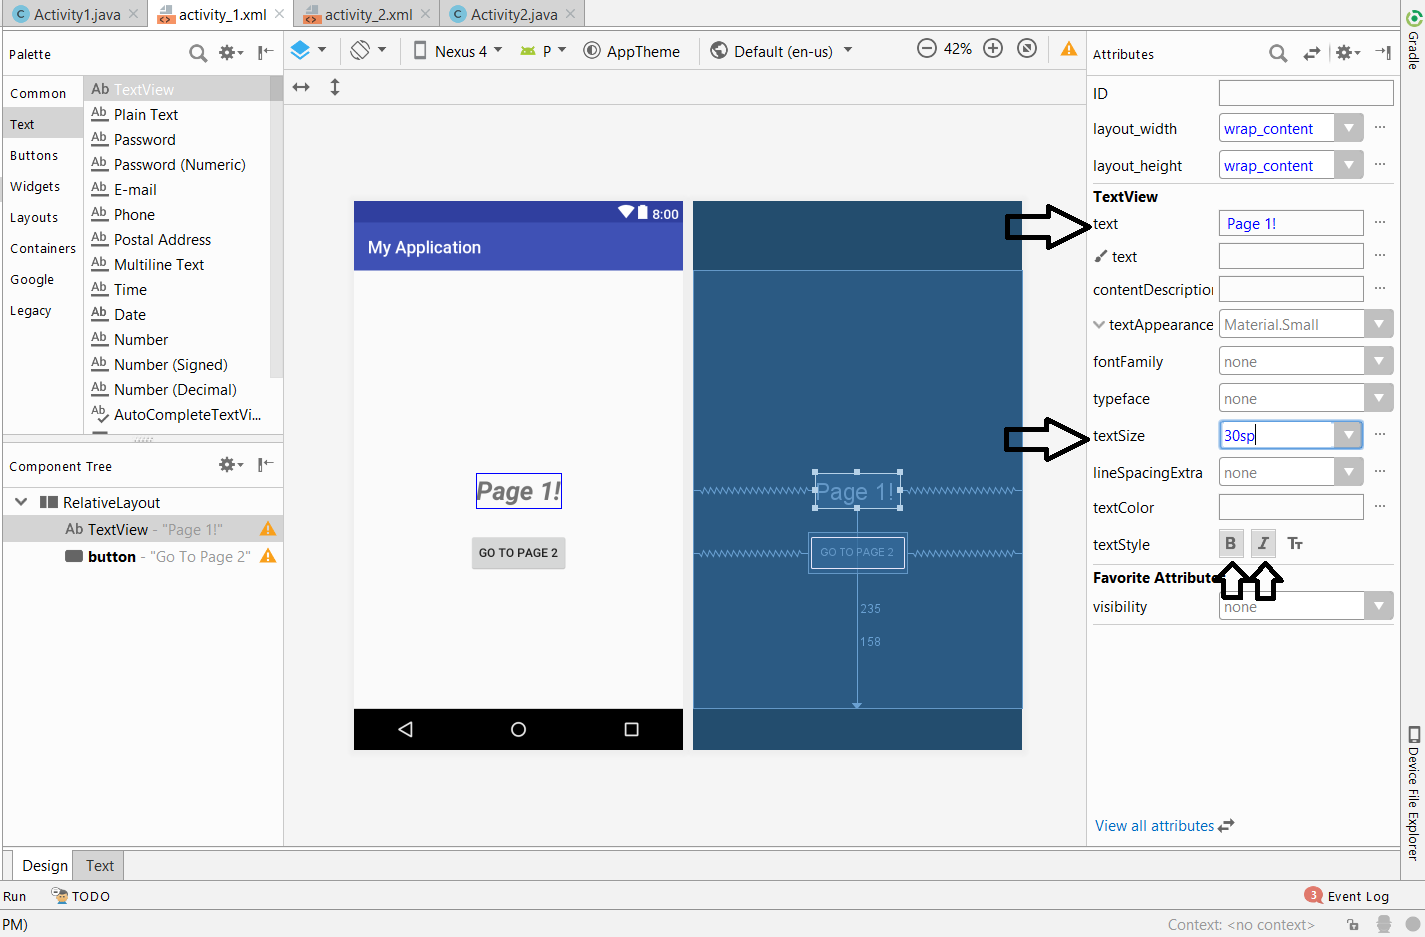 Activity1.java
activity_1.xml
activity_2.xml
Activity2.java
Palette
Common
Text
Buttons
Widgets
Layouts
Containers
Google
Legacy
Ab TextView
Ab Plain Text
Ab Password
Ab Password (Numeric)
Ab E-mail
Ab Phone
Ab Postal Address
Ab Multiline Text
Ab Time
Ab Date
Ab Number
Ab Number (Signed)
Ab Number (Decimal)
Ab AutoCompleteTextVi...
Component Tree
RelativeLayout
Ab TextView - "Page 1!"
button - "Go To Page 2"
Nexus 4
P
AppTheme
Default (en-us)
42%
8:00
My Application
Page 1!
GO TO PAGE 2
Page 1!
GO TO PAGE 2
235
158
Attributes
ID
layout_width wrap_content
layout_height wrap_content
TextView
text Page 1!
text
contentDescription
textAppearance Material.Small
fontFamily none
typeface none
textSize 30sp
lineSpacingExtra none
textColor
textStyle B I Tt
Favorite Attribute
visibility none
View all attributes
Gradle
Device File Explorer
Design Text
Run TODO
3 Event Log
PM)
Context: <no context>